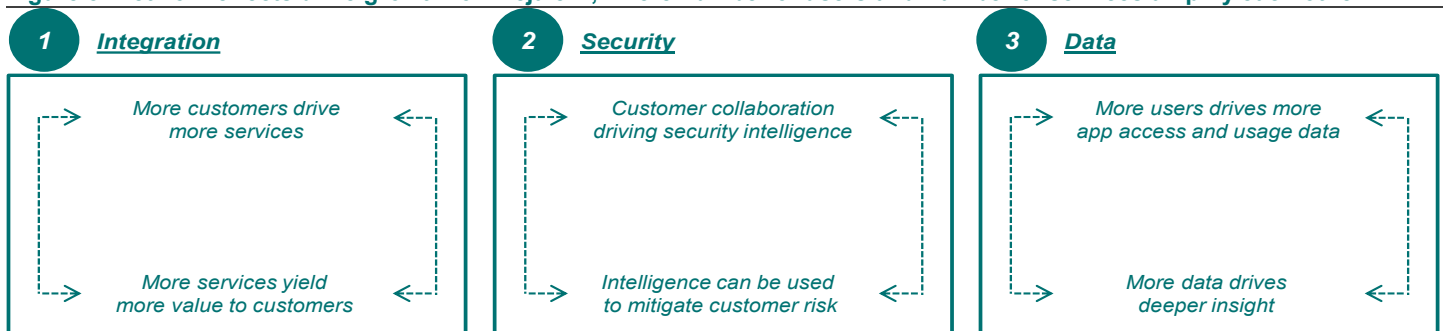 1 Integration
More customers drive
more services
More services yield
more value to customers
2 Security
Customer collaboration
driving security intelligence
Intelligence can be used
to mitigate customer risk
3 Data
More users drives more
app access and usage data
More data drives
deeper insight